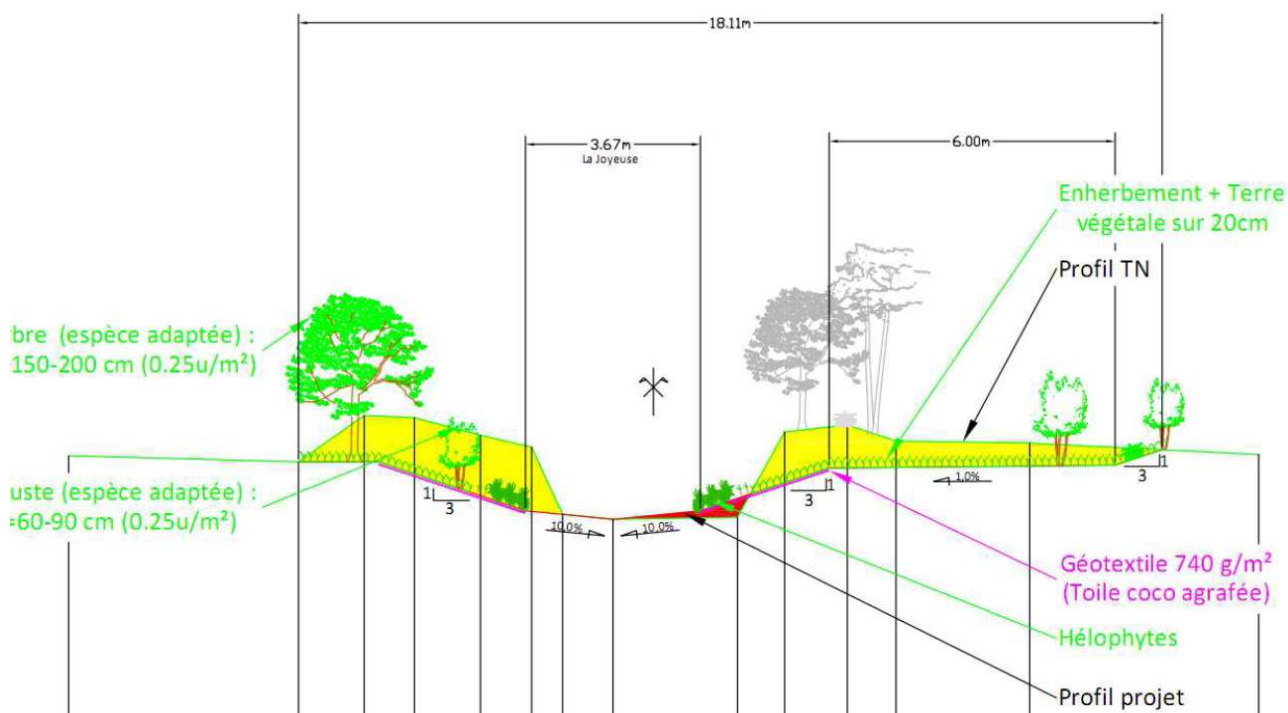 18.11m
3.67m
La Joyeuse
6.00m
Enherbement + Terre
végétale sur 20cm
Profil TN
bre (espèce adaptée) :
150-200 cm (0.25u/m²)
uste (espèce adaptée) :
=60-90 cm (0.25u/m²)
1
3
10.0%
10.0%
1
3
1.0%
1
3
Géotextile 740 g/m²
(Toile coco agrafée)
Hélophytes
Profil projet